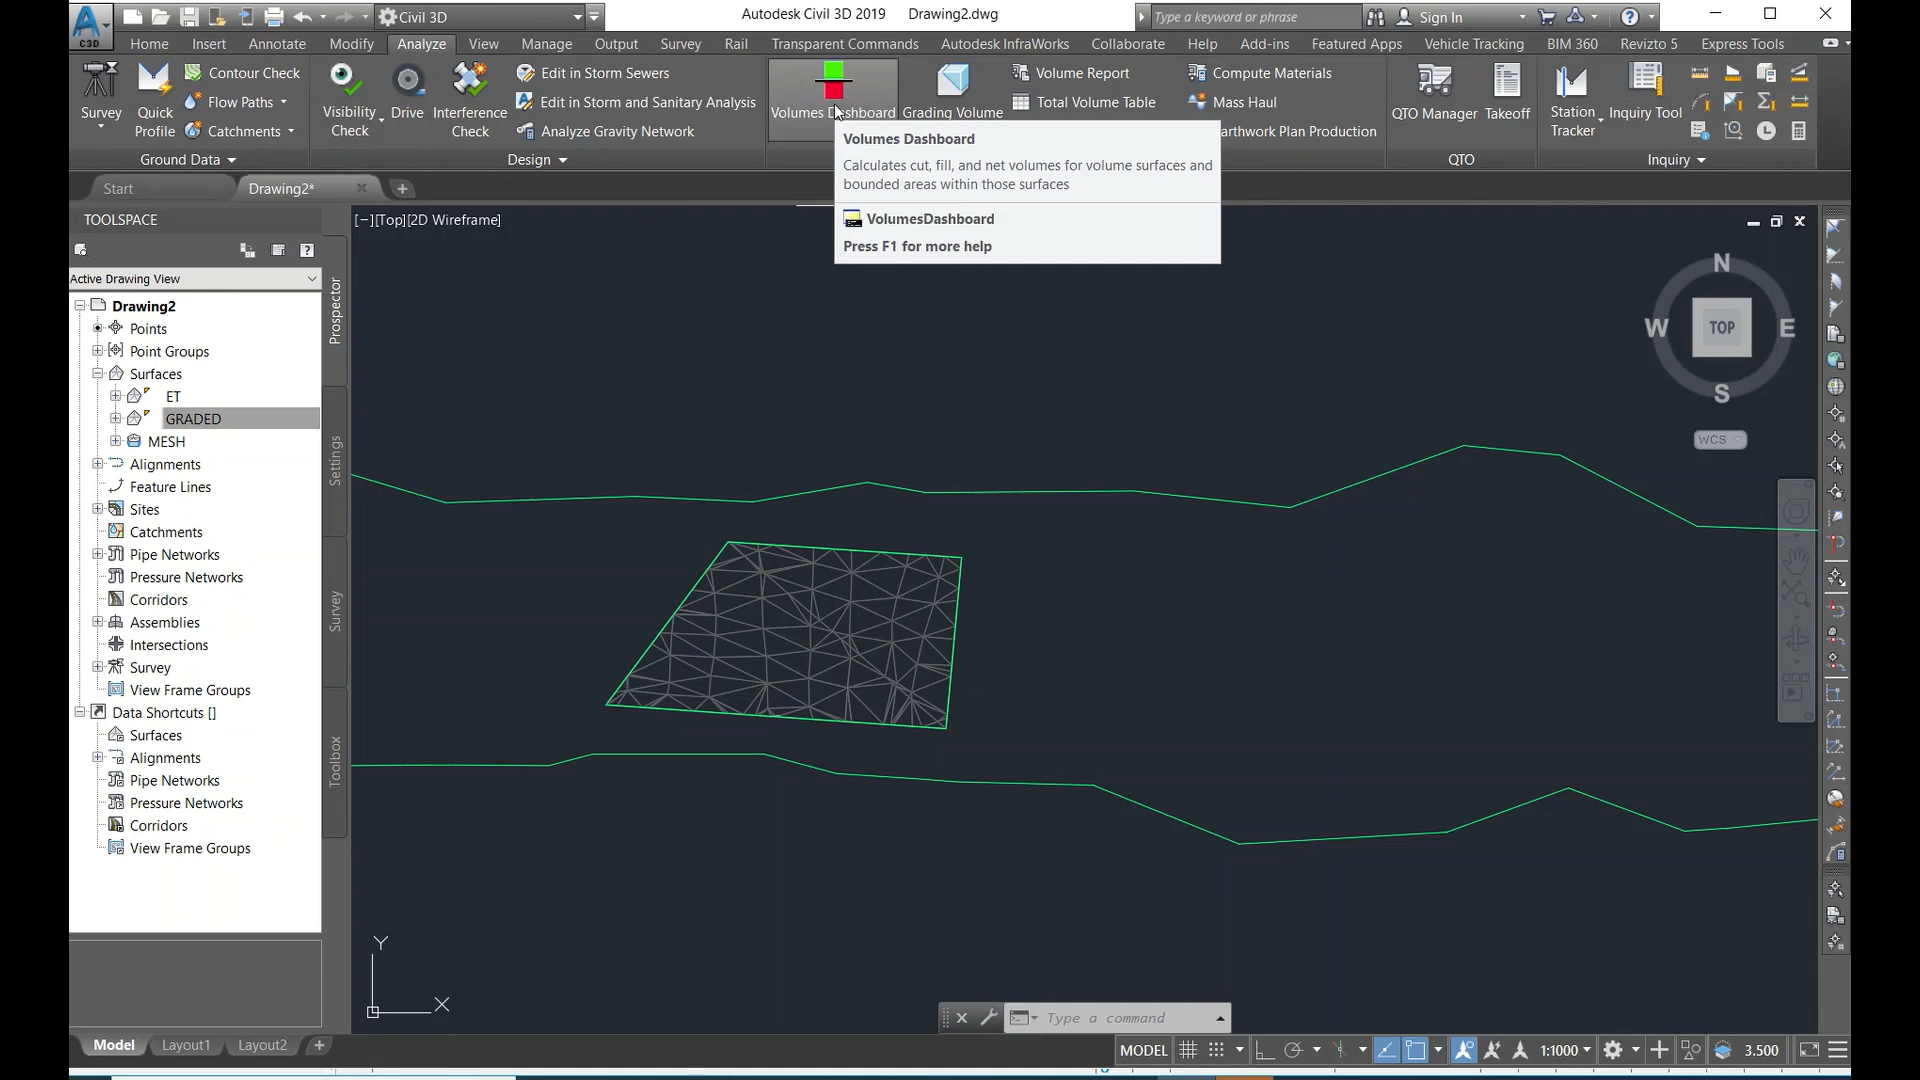 C3D
Civil 3D
Autodesk Civil 3D 2019 Drawing2.dwg
Type a keyword or phrase
Sign In
Home Insert Annotate Modify Analyze View Manage Output Survey Rail Transparent Commands Autodesk InfraWorks Collaborate Help Add-ins Featured Apps Vehicle Tracking BIM 360 Revizto 5 Express Tools
Survey
Quick
Profile
Contour Check
Flow Paths
Catchments
Ground Data
Visibility
Check
Drive
Interference
Check
Edit in Storm Sewers
Edit in Storm and Sanitary Analysis
Analyze Gravity Network
Design
Volumes Dashboard
Grading Volume
Volume Report
Total Volume Table
Compute Materials
Mass Haul
arthwork Plan Production
QTO Manager
Takeoff
QTO
Station
Tracker
Inquiry Tool
Inquiry
Volumes Dashboard
Calculates cut, fill, and net volumes for volume surfaces and
bounded areas within those surfaces
VolumesDashboard
Press F1 for more help
Start
Drawing2*
TOOLSPACE
Active Drawing View
Drawing2
Points
Point Groups
Surfaces
ET
GRADED
MESH
Alignments
Feature Lines
Sites
Catchments
Pipe Networks
Pressure Networks
Corridors
Assemblies
Intersections
Survey
View Frame Groups
Data Shortcuts []
Surfaces
Alignments
Pipe Networks
Pressure Networks
Corridors
View Frame Groups
Prospector
Settings
Survey
Toolbox
[−][Top][2D Wireframe]
N
W TOP E
S
WCS
Y
X
Type a command
Model Layout1 Layout2
MODEL
1:1000
3.500